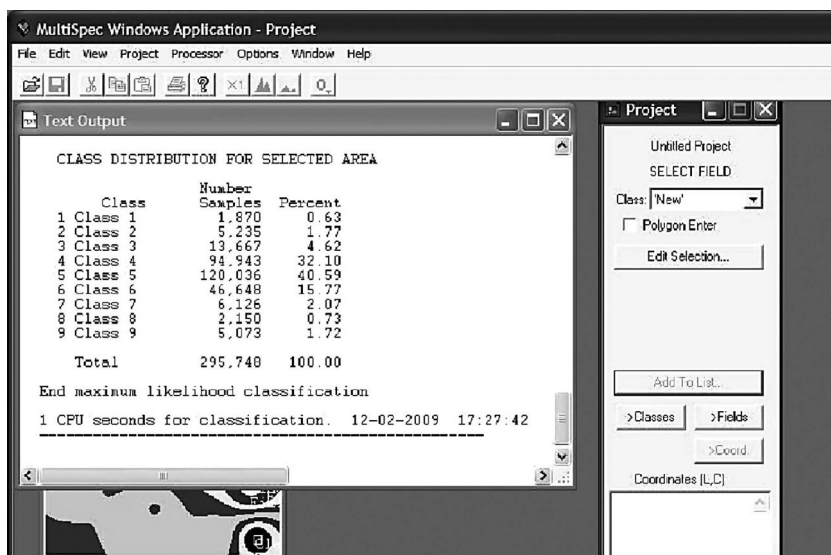 MultiSpec Windows Application - Project
File Edit View Project Processor Options Window Help
×1
Text Output
CLASS DISTRIBUTION FOR SELECTED AREA
Number
Class Samples Percent
1 Class 1 1,870 0.63
2 Class 2 5,235 1.77
3 Class 3 13,667 4.62
4 Class 4 94,943 32.10
5 Class 5 120,036 40.59
6 Class 6 46,648 15.77
7 Class 7 6,126 2.07
8 Class 8 2,150 0.73
9 Class 9 5,073 1.72
Total 295,748 100.00
End maximum likelihood classification
1 CPU seconds for classification. 12-02-2009 17:27:42
Project
Untitled Project
SELECT FIELD
Class: 'New'
Polygon Enter
Edit Selection...
Add To List..
->Classes
->Fields
->Coord.
Coordinates (L,C)